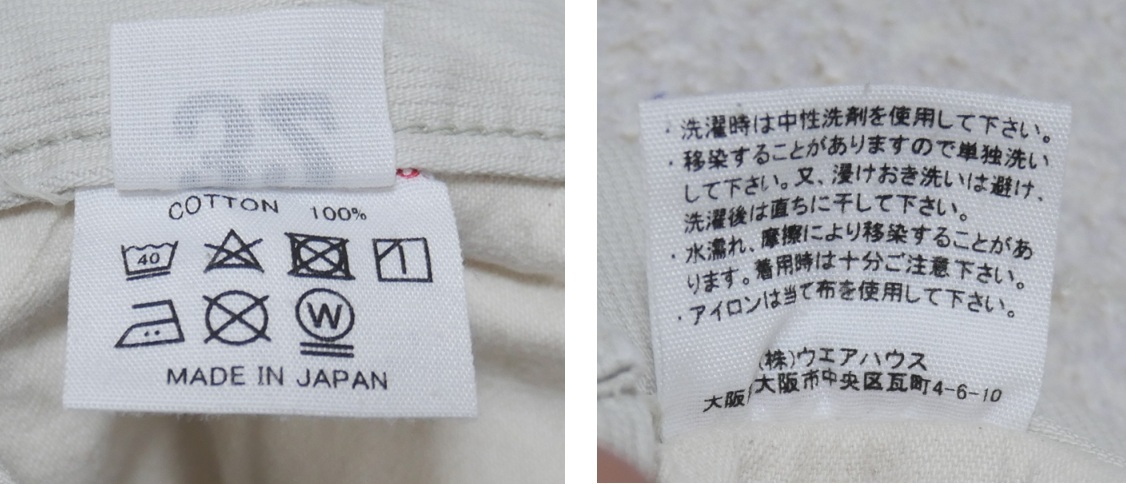 COTTON 100%
40
W
MADE IN JAPAN
・洗濯時は中性洗剤を使用して下さい。
・移染することがありますので単独洗い
して下さい。又、浸けおき洗いは避け、
洗濯後は直ちに干して下さい。
・水濡れ、摩擦により移染することがあ
ります。着用時は十分ご注意下さい。
・アイロンは当て布を使用して下さい。
(株)ウエアハウス
大阪大阪市中央区瓦町4-6-10